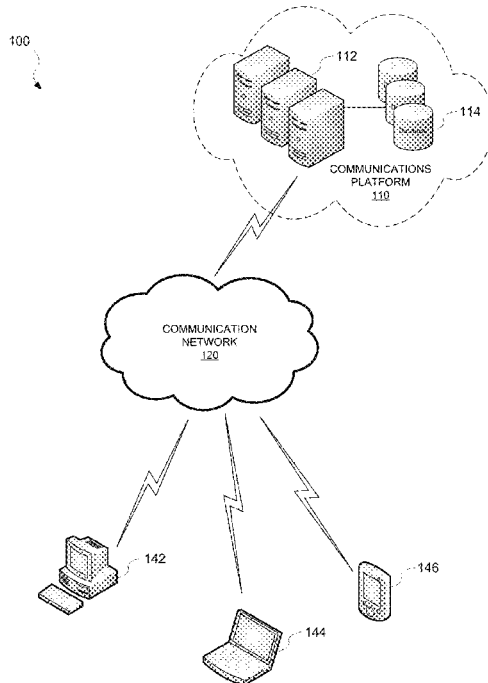 100
112
114
COMMUNICATIONS
PLATFORM
110
COMMUNICATION
NETWORK
120
142
146
144